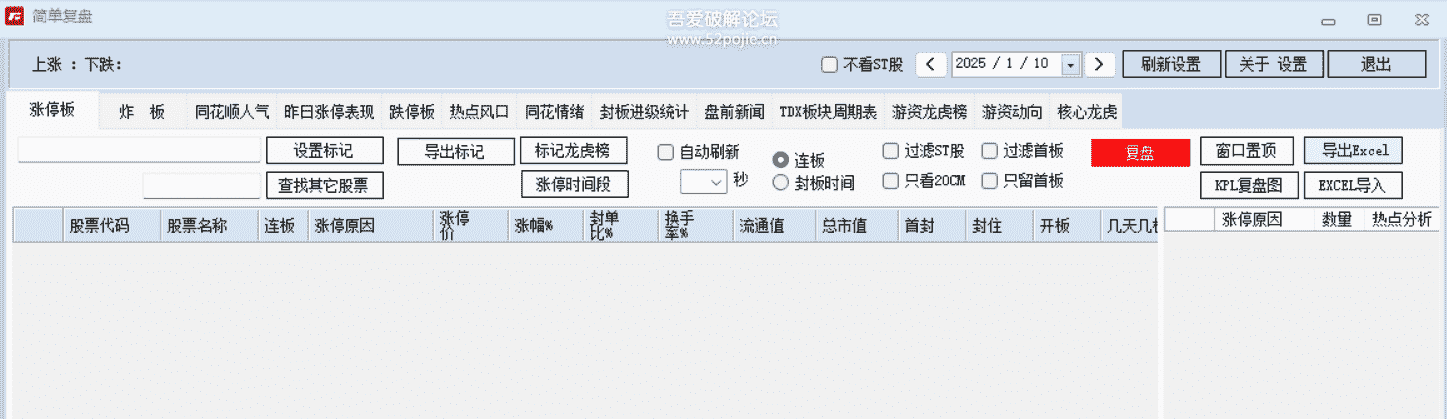 简单复盘
吾爱破解论坛
www.52pojie.cn
上涨 : 下跌: 不看ST股 2025 / 1 / 10 刷新设置 关于 设置 退出
涨停板 炸 板 同花顺人气 昨日涨停表现 跌停板 热点风口 同花情绪 封板进级统计 盘前新闻 TDX板块周期表 游资龙虎榜 游资动向 核心龙虎
设置标记 导出标记 标记龙虎榜 自动刷新 连板 过滤ST股 过滤首板 复盘 窗口置顶 导出Excel
查找其它股票 涨停时间段 秒 封板时间 只看20CM 只留首板 KPL复盘图 EXCEL导入
股票代码 股票名称 连板 涨停原因 涨停价 涨幅% 封单比% 换手率% 流通值 总市值 首封 封住 开板 几天几 涨停原因 数量 热点分析